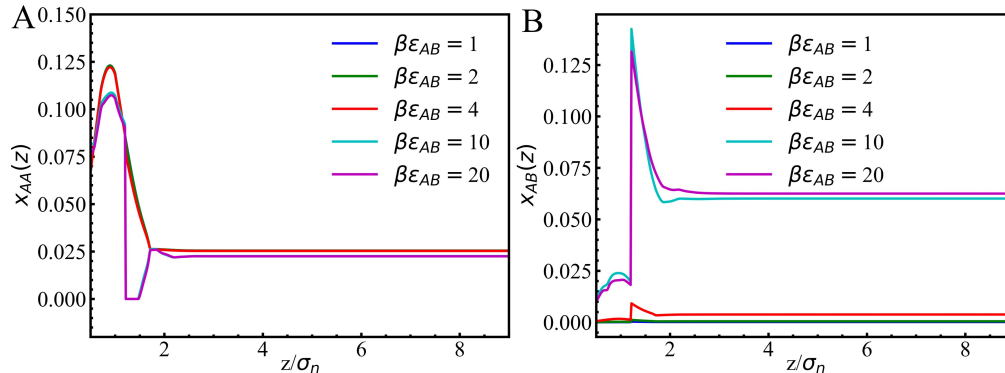 A
0.150
0.125
0.100
0.075
0.050
0.025
0.000
x_AA(z)
βε_AB = 1
βε_AB = 2
βε_AB = 4
βε_AB = 10
βε_AB = 20
2 4 6 8
z/σ_n
B
0.125
0.100
0.075
0.050
0.025
0.000
x_AB(z)
βε_AB = 1
βε_AB = 2
βε_AB = 4
βε_AB = 10
βε_AB = 20
2 4 6 8
z/σ_n